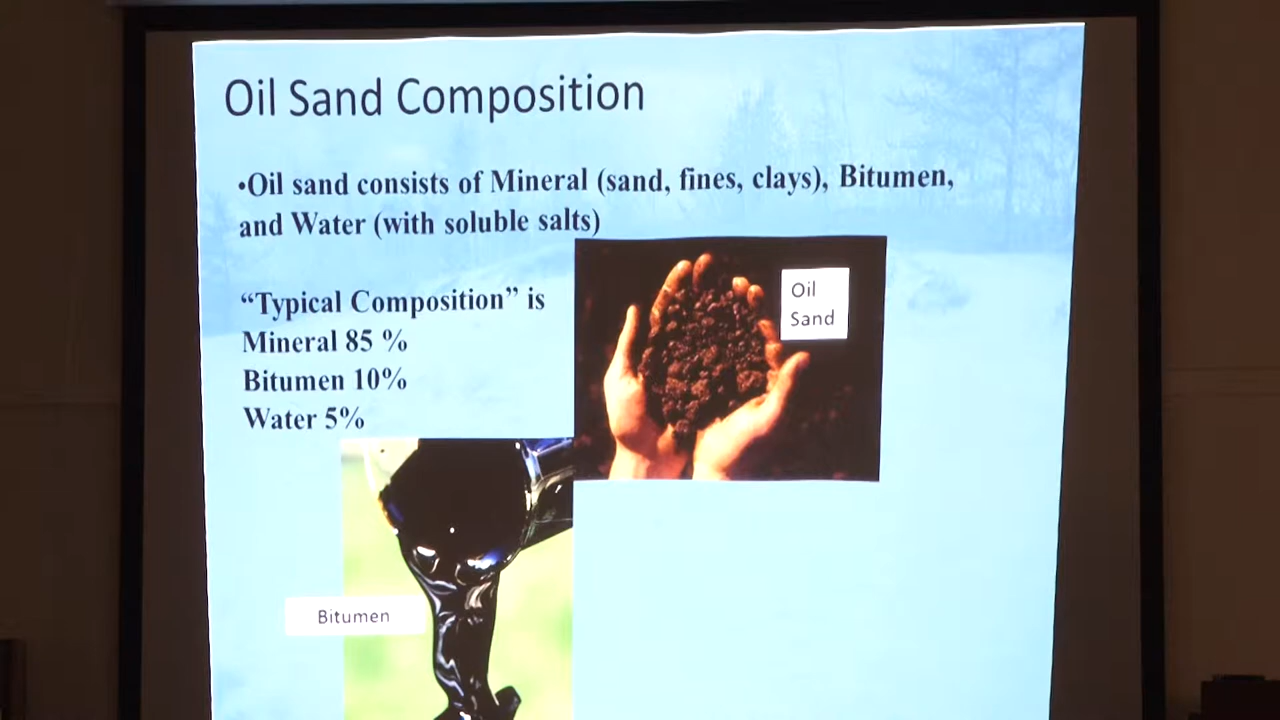 Oil Sand Composition
•Oil sand consists of Mineral (sand, fines, clays), Bitumen,
and Water (with soluble salts)
“Typical Composition” is
Mineral 85 %
Bitumen 10%
Water 5%
Oil
Sand
Bitumen